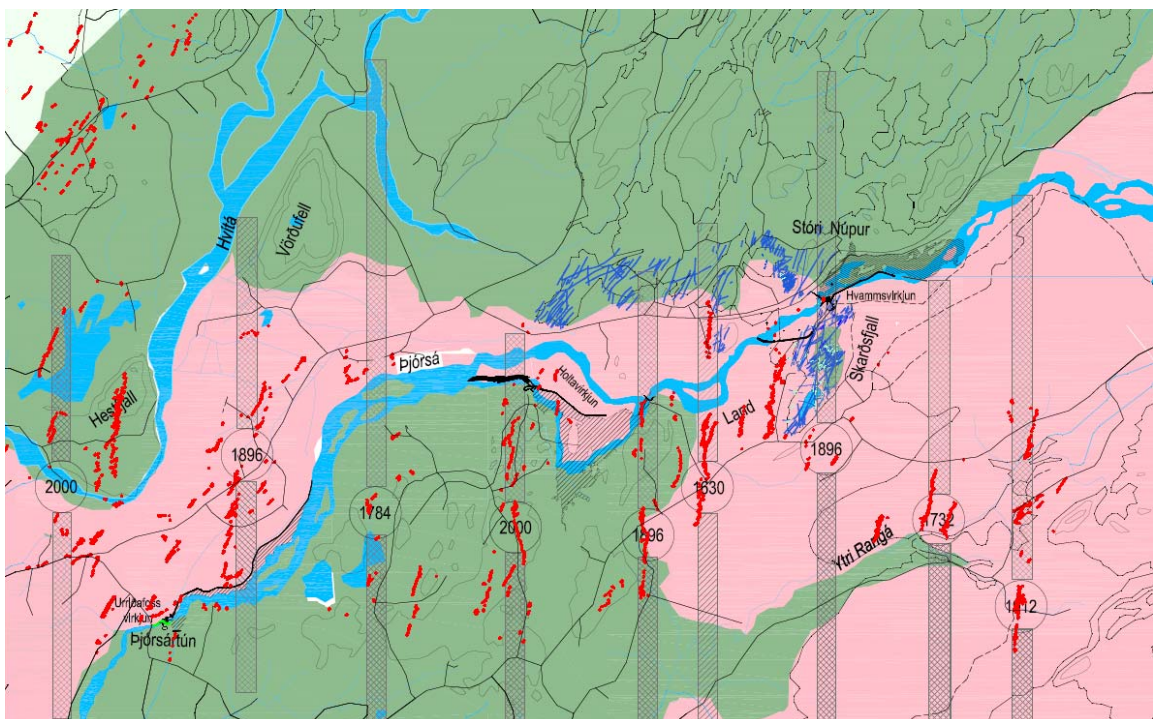 Stóri Núpur
Hvítá
Vörðufell
Hvammsvirkjun
Skarðsfjall
Þjórsá
Holtavirkjun
Hestfjall
Land
1896
1896
2000
1630
1784
2000
1732
1896
Ytri Rangá
Urriðafoss
virkjun
1912
Þjórsártún